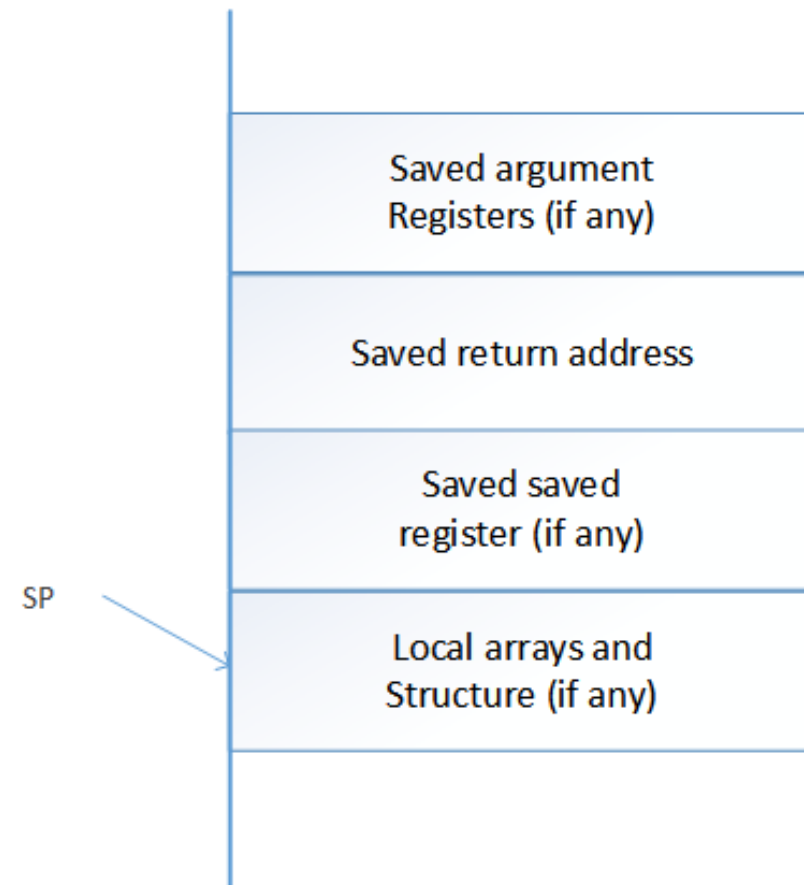 Saved argument
Registers (if any)
Saved return address
Saved saved
register (if any)
SP
Local arrays and
Structure (if any)